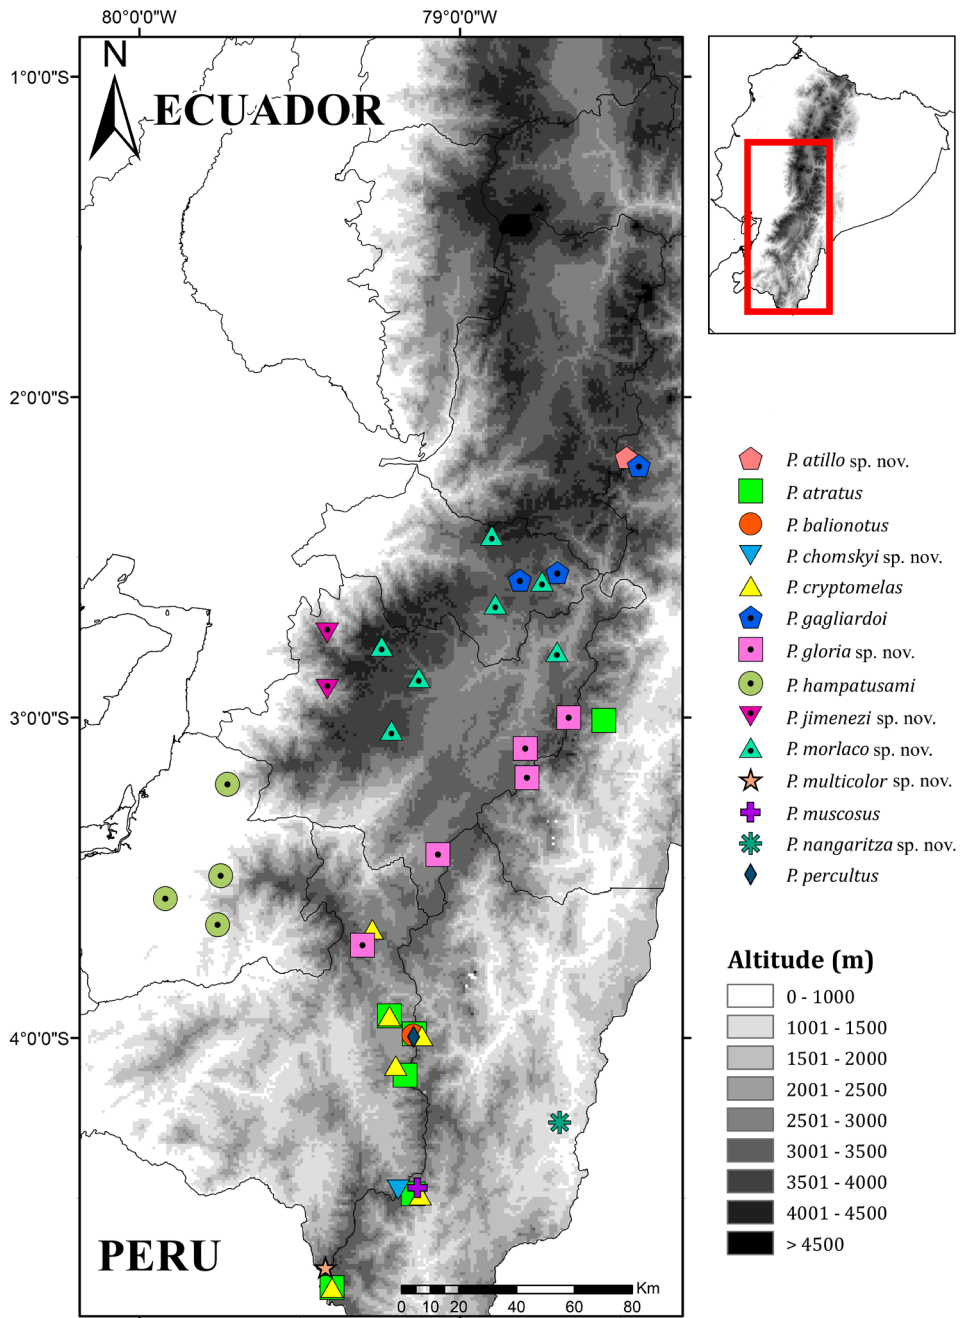 80°0'0"W 79°0'0"W
N
ECUADOR
1°0'0"S
2°0'0"S
3°0'0"S
4°0'0"S
PERU
Km
0 10 20 40 60 80
P. atillo sp. nov.
P. atratus
P. balionotus
P. chomskyi sp. nov.
P. cryptomelas
P. gagliardoi
P. gloria sp. nov.
P. hampatusami
P. jimenezi sp. nov.
P. morlaco sp. nov.
P. multicolor sp. nov.
P. muscosus
P. nangaritza sp. nov.
P. percultus
Altitude (m)
0 - 1000
1001 - 1500
1501 - 2000
2001 - 2500
2501 - 3000
3001 - 3500
3501 - 4000
4001 - 4500
> 4500